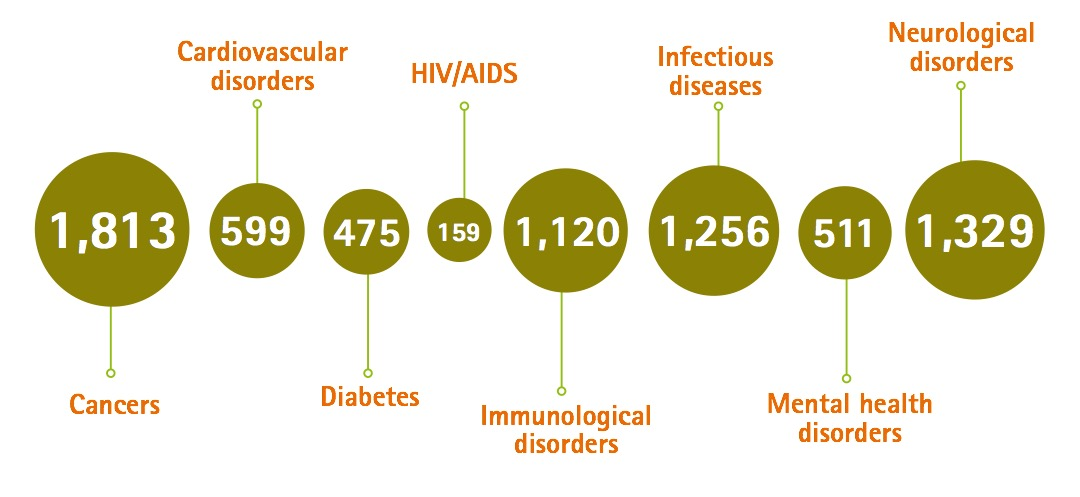 Cardiovascular
disorders
HIV/AIDS
Infectious
diseases
Neurological
disorders
1,813
599
475
159
1,120
1,256
511
1,329
Cancers
Diabetes
Immunological
disorders
Mental health
disorders